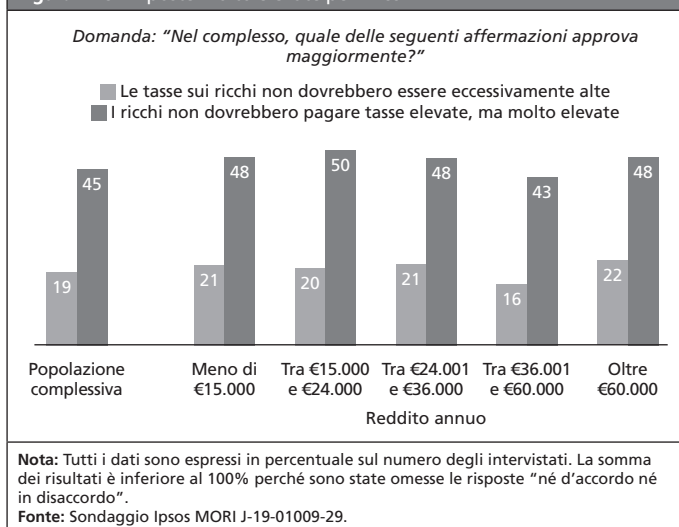 Domanda: “Nel complesso, quale delle seguenti affermazioni approva
maggiormente?”
Le tasse sui ricchi non dovrebbero essere eccessivamente alte
I ricchi non dovrebbero pagare tasse elevate, ma molto elevate
45
48
50
48
43
48
19
21
20
21
16
22
Popolazione
complessiva
Meno di
€15.000
Tra €15.000
e €24.000
Tra €24.001
e €36.000
Tra €36.001
e €60.000
Oltre
€60.000
Reddito annuo
Nota: Tutti i dati sono espressi in percentuale sul numero degli intervistati. La somma
dei risultati è inferiore al 100% perché sono state omesse le risposte “né d’accordo né
in disaccordo”.
Fonte: Sondaggio Ipsos MORI J-19-01009-29.